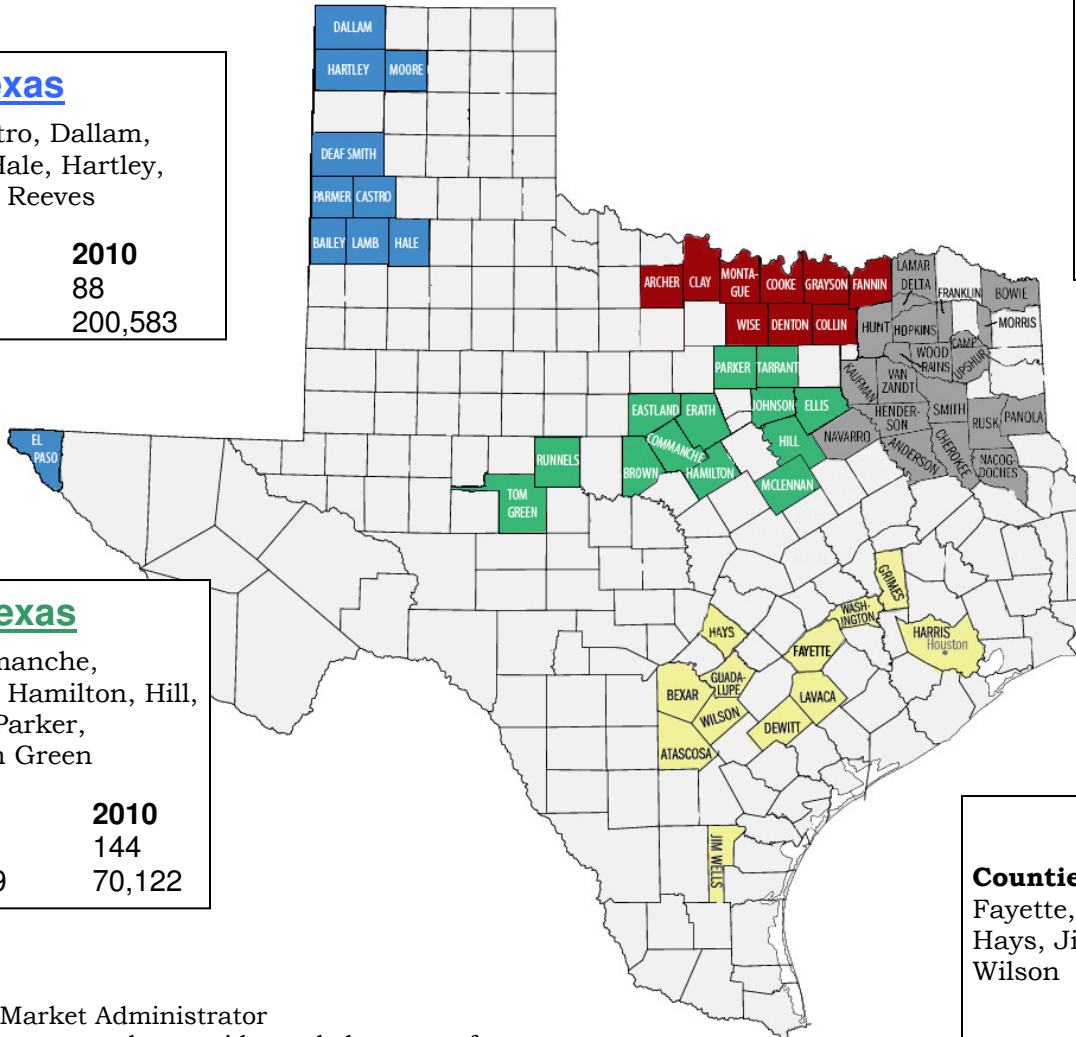 exas
tro, Dallam,
Hale, Hartley,
Reeves
2010
88
200,583
DALLAM
HARTLEY MOORE
DEAF SMITH
PARMER CASTRO
BAILEY LAMB HALE
ARCHER CLAY MONTA-
GUE COOKE GRAYSON FANNIN
WISE DENTON COLLIN
LAMAR
DELTA
FRANKLIN BOWIE
HUNT HOPKINS MORRIS
CAMP
WOOD
RAINS UPSHUR
KAUFMAN VAN
ZANDT
HENDER-
SON SMITH RUSK PANOLA
NAVARRO ANDERSON CHEROKEE NACOG-
DOCHES
PARKER TARRANT
JOHNSON ELLIS
EASTLAND ERATH
COMMANCHE HILL
BROWN HAMILTON
MCLENNAN
RUNNELS
TOM
GREEN
EL
PASO
GRIMES
WASH-
INGTON
HARRIS
Houston
HAYS
FAYETTE
GUADA-
LUPE
BEXAR
LAVACA
WILSON
DEWITT
ATASCOSA
JIM WELLS
exas
manche,
Hamilton, Hill,
Parker,
n Green
2010
144
9 70,122
Countie
Fayette,
Hays, Ji
Wilson
Market Administrator